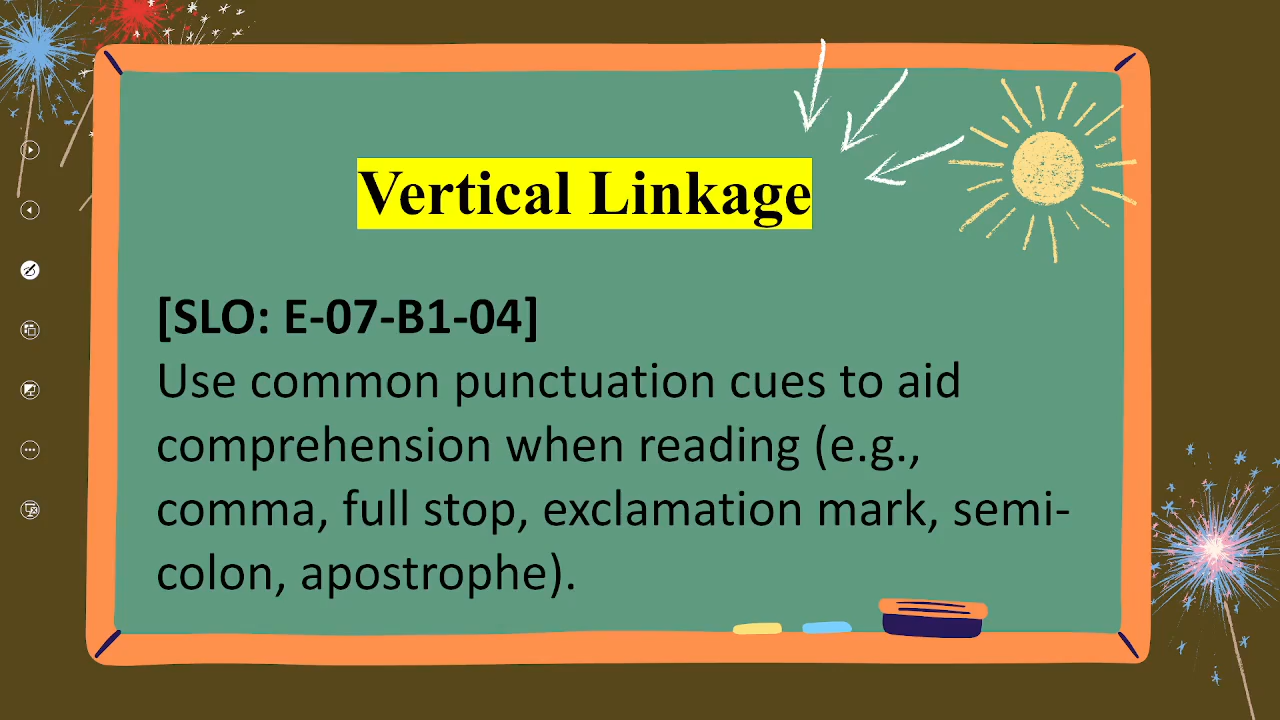 Vertical Linkage
[SLO: E-07-B1-04]
Use common punctuation cues to aid
comprehension when reading (e.g.,
comma, full stop, exclamation mark, semi-
colon, apostrophe).